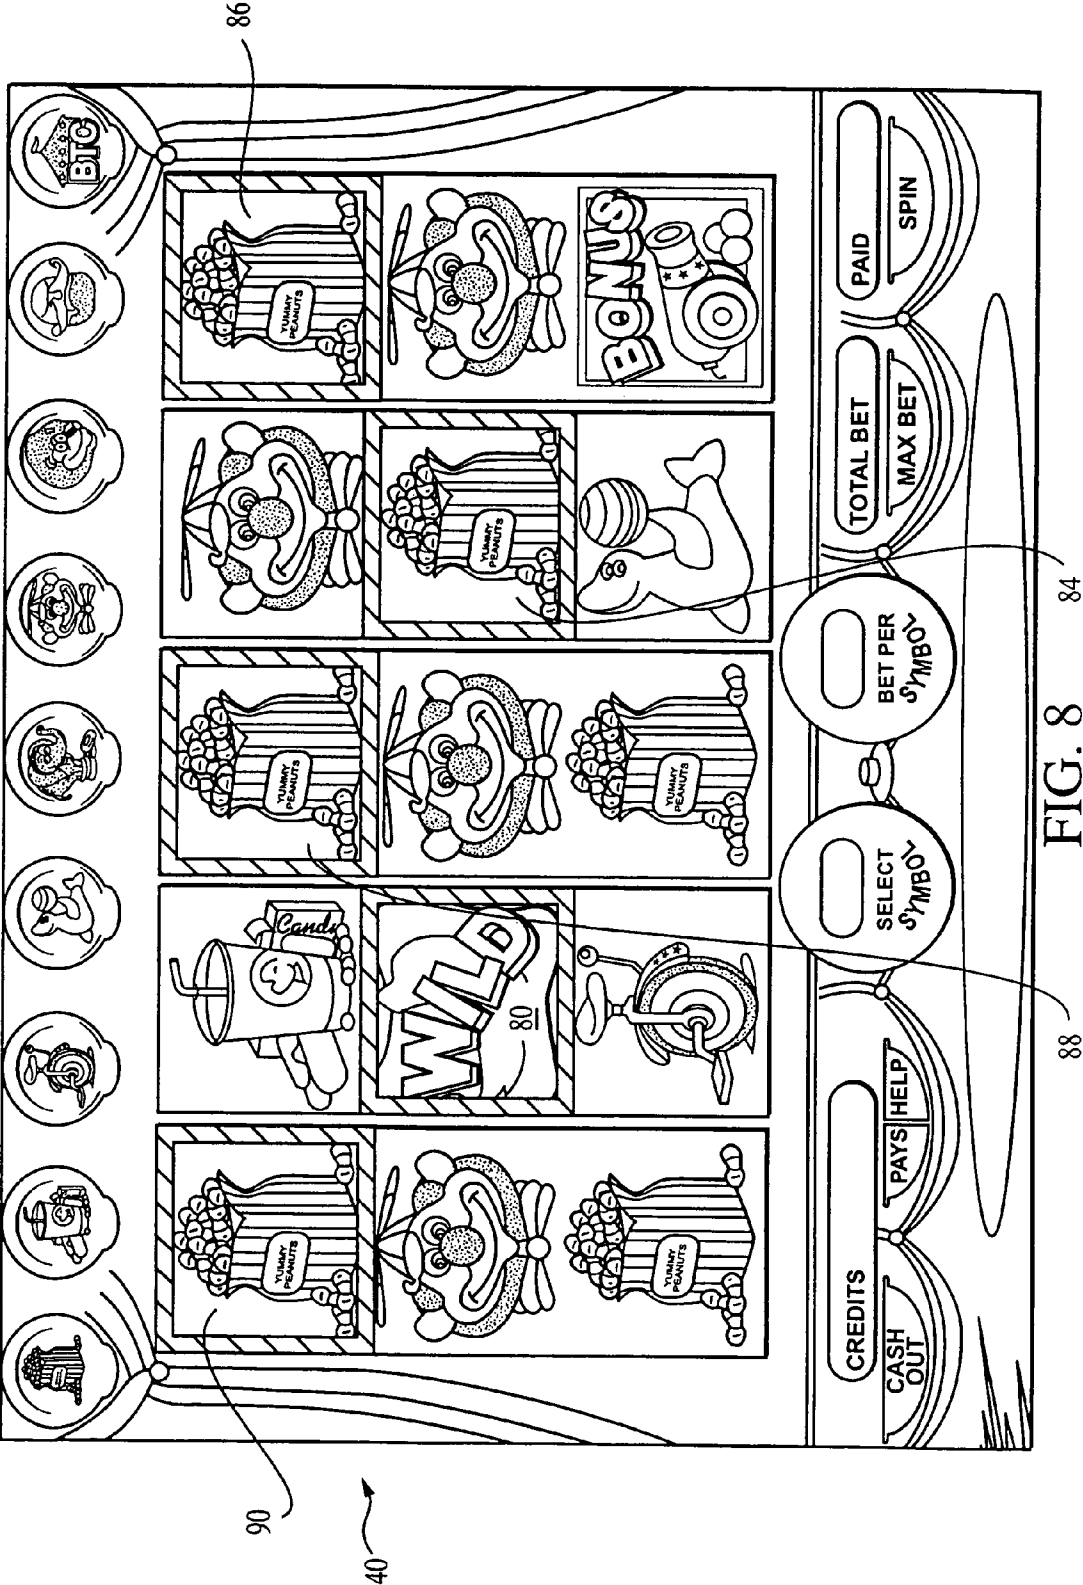 BTC
YUMMY
PEANUTS
Candy
YUMMY
PEANUTS
YUMMY
PEANUTS
WILD
80
YUMMY
PEANUTS
YUMMY
PEANUTS
YUMMY
PEANUTS
BONUS
CREDITS
TOTAL BET
PAID
CASH
OUT
PAYS
HELP
SELECT
SYMBOL
BET PER
SYMBOL
MAX BET
SPIN
90
40
88
84
86
FIG. 8